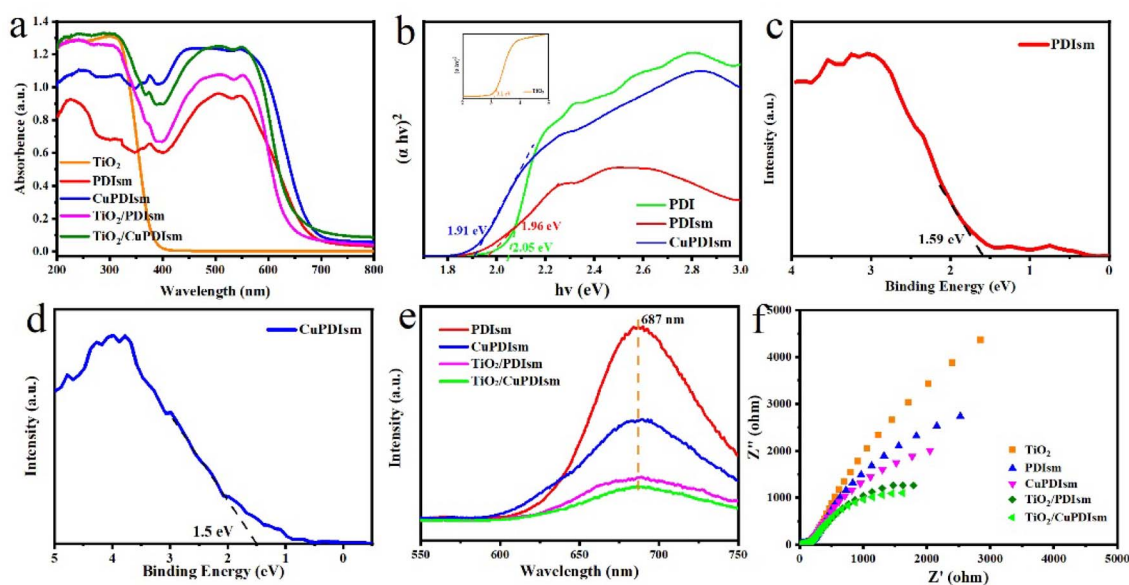 a
Absorbence (a.u.)
1.4
1.2
1.0
0.8
0.6
0.4
0.2
0.0
TiO₂
PDIsm
CuPDIsm
TiO₂/PDIsm
TiO₂/CuPDIsm
200 300 400 500 600 700 800
Wavelength (nm)
b
(α hν)²
TiO₂
1.91 eV
1.96 eV
2.05 eV
PDI
PDIsm
CuPDIsm
1.8 2.0 2.2 2.4 2.6 2.8 3.0
hν (eV)
c
PDIsm
Intensity (a.u.)
1.59 eV
4 3 2 1 0
Binding Energy (eV)
d
CuPDIsm
Intensity (a.u.)
1.5 eV
5 4 3 2 1 0
Binding Energy (eV)
e
687 nm
PDIsm
CuPDIsm
TiO₂/PDIsm
TiO₂/CuPDIsm
Intensity (a.u.)
550 600 650 700 750
Wavelength (nm)
f
Z'' (ohm)
5000
4000
3000
2000
1000
0
TiO₂
PDIsm
CuPDIsm
TiO₂/PDIsm
TiO₂/CuPDIsm
0 1000 2000 3000 4000 5000
Z' (ohm)